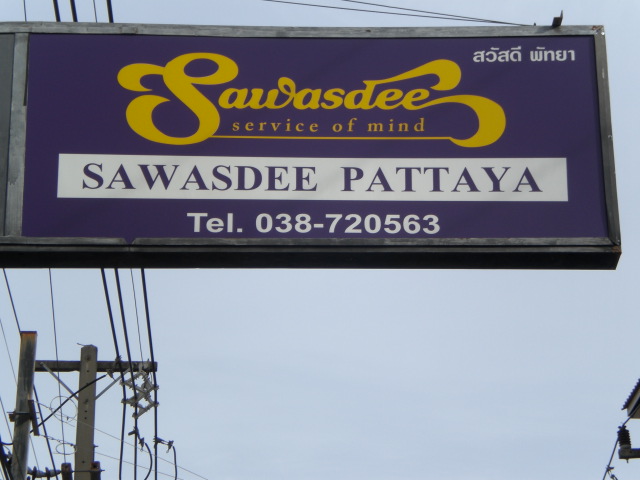 สวัสดี พัทยา
Sawasdee
service of mind
SAWASDEE PATTAYA
Tel. 038-720563